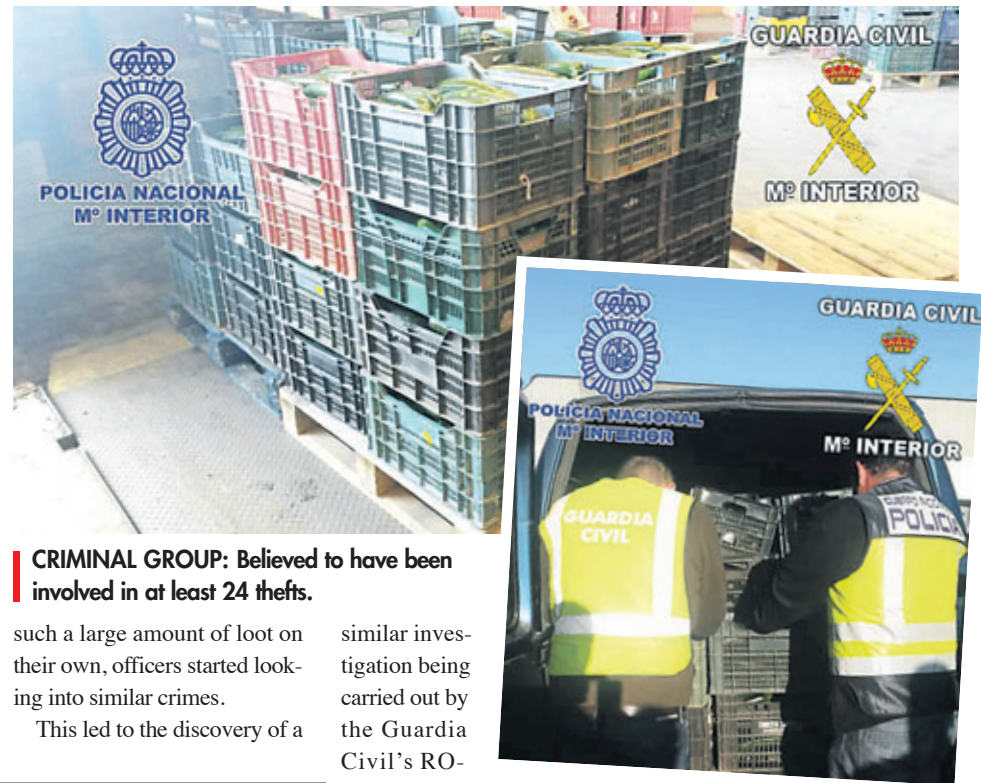 POLICIA NACIONAL
Mº INTERIOR
GUARDIA CIVIL
Mº INTERIOR
POLICIA NACIONAL
Mº INTERIOR
GUARDIA CIVIL
Mº INTERIOR
GUARDIA
CIVIL
POLICIA
CRIMINAL GROUP: Believed to have been
involved in at least 24 thefts.
such a large amount of loot on
their own, officers started look-
ing into similar crimes.
This led to the discovery of a
similar inves-
tigation being
carried out by
the Guardia
Civil's RO-